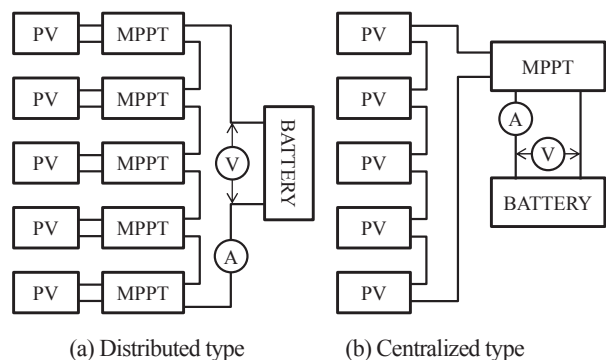 PV MPPT
PV MPPT
PV MPPT
PV MPPT
PV MPPT
V
A
BATTERY
(a) Distributed type
PV
PV
PV
PV
PV
MPPT
A
V
BATTERY
(b) Centralized type